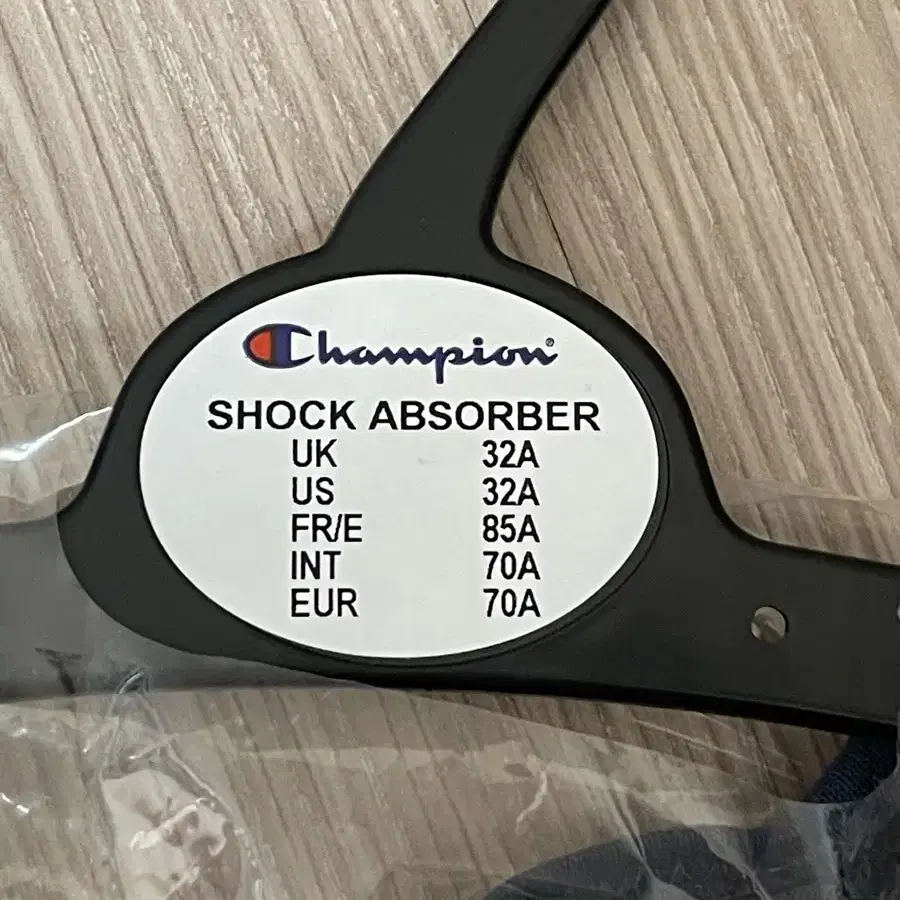 Champion®
SHOCK ABSORBER
UK 32A
US 32A
FR/E 85A
INT 70A
EUR 70A